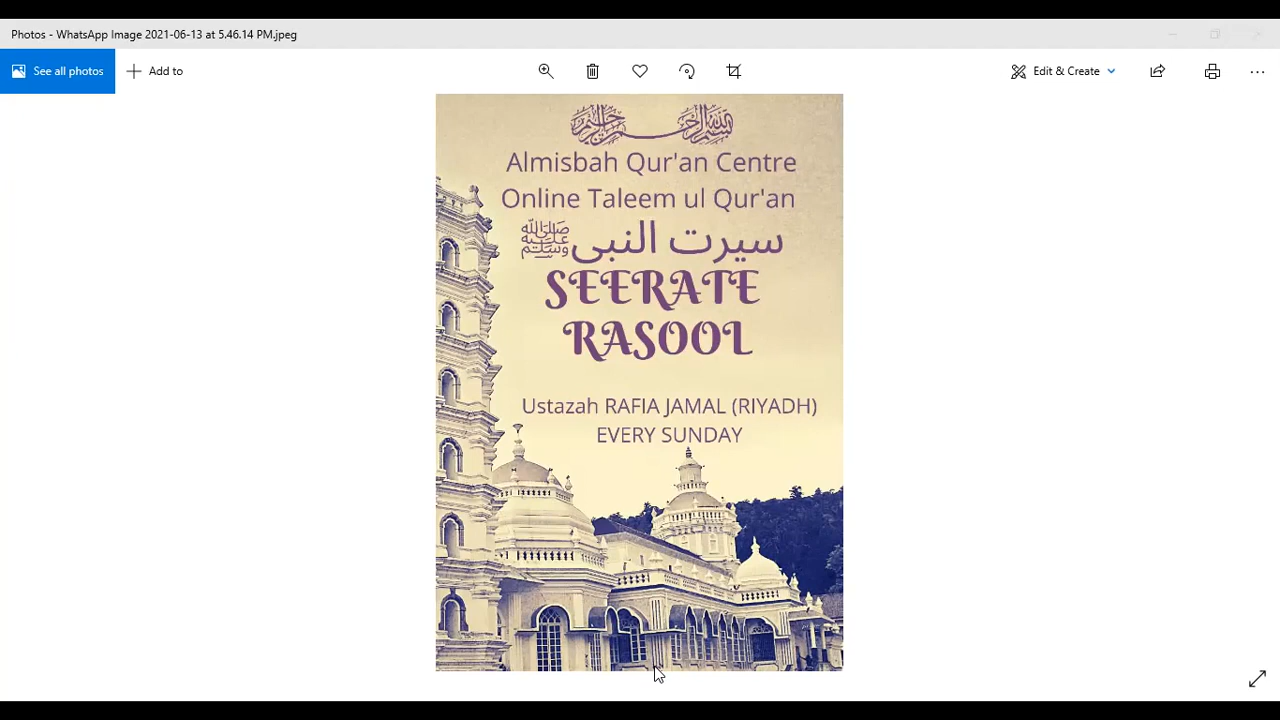 Photos - WhatsApp Image 2021-06-13 at 5.46.14 PM.jpeg
See all photos
Add to
Edit & Create
بسم الله الرحمن الرحيم
Almisbah Qur'an Centre
Online Taleem ul Qur'an
سیرت النبیﷺ
SEERATE
RASOOL
Ustazah RAFIA JAMAL (RIYADH)
EVERY SUNDAY